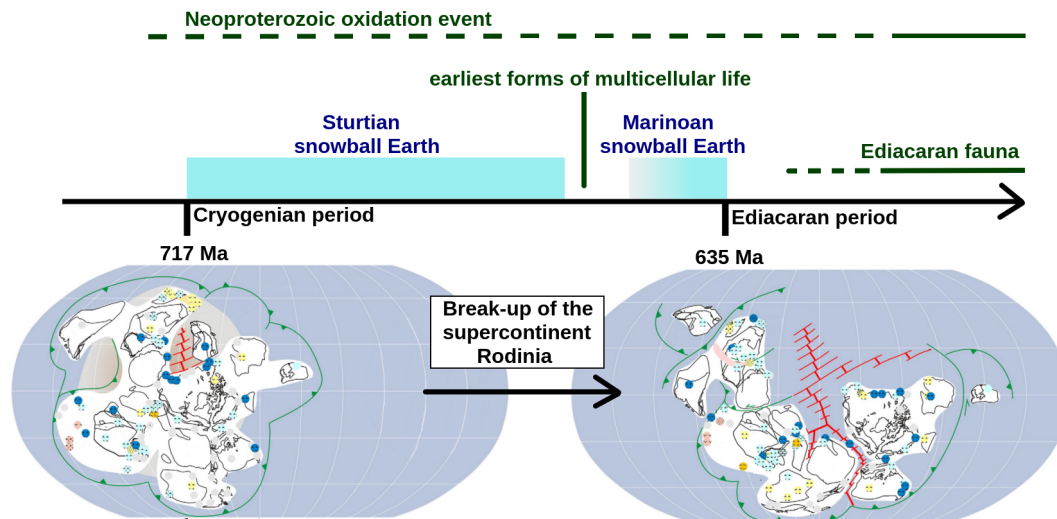 Neoproterozoic oxidation event
earliest forms of multicellular life
Sturtian
snowball Earth
Marinoan
snowball Earth
Ediacaran fauna
Cryogenian period
Ediacaran period
717 Ma
635 Ma
Break-up of the
supercontinent
Rodinia